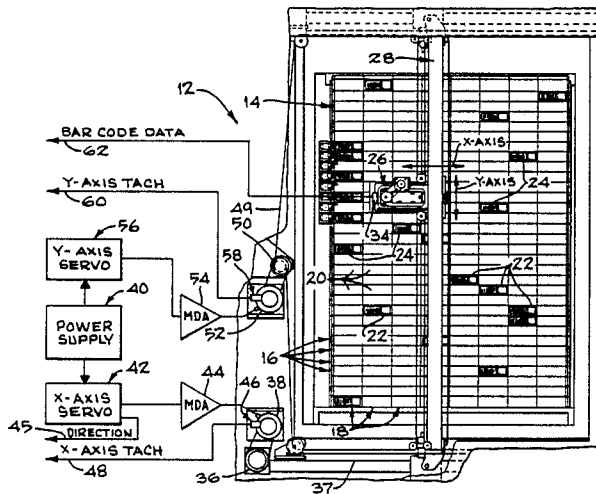 28
12
14
BAR CODE DATA
62
X-AXIS
26
Y-AXIS
24
Y-AXIS TACH
60
49
34
56
50
Y-AXIS SERVO
58
24
54
20
22
40
MDA
52
POWER SUPPLY
22
42
44
16
X-AXIS SERVO
MDA
46
38
45
DIRECTION
18
X-AXIS TACH
48
36
37